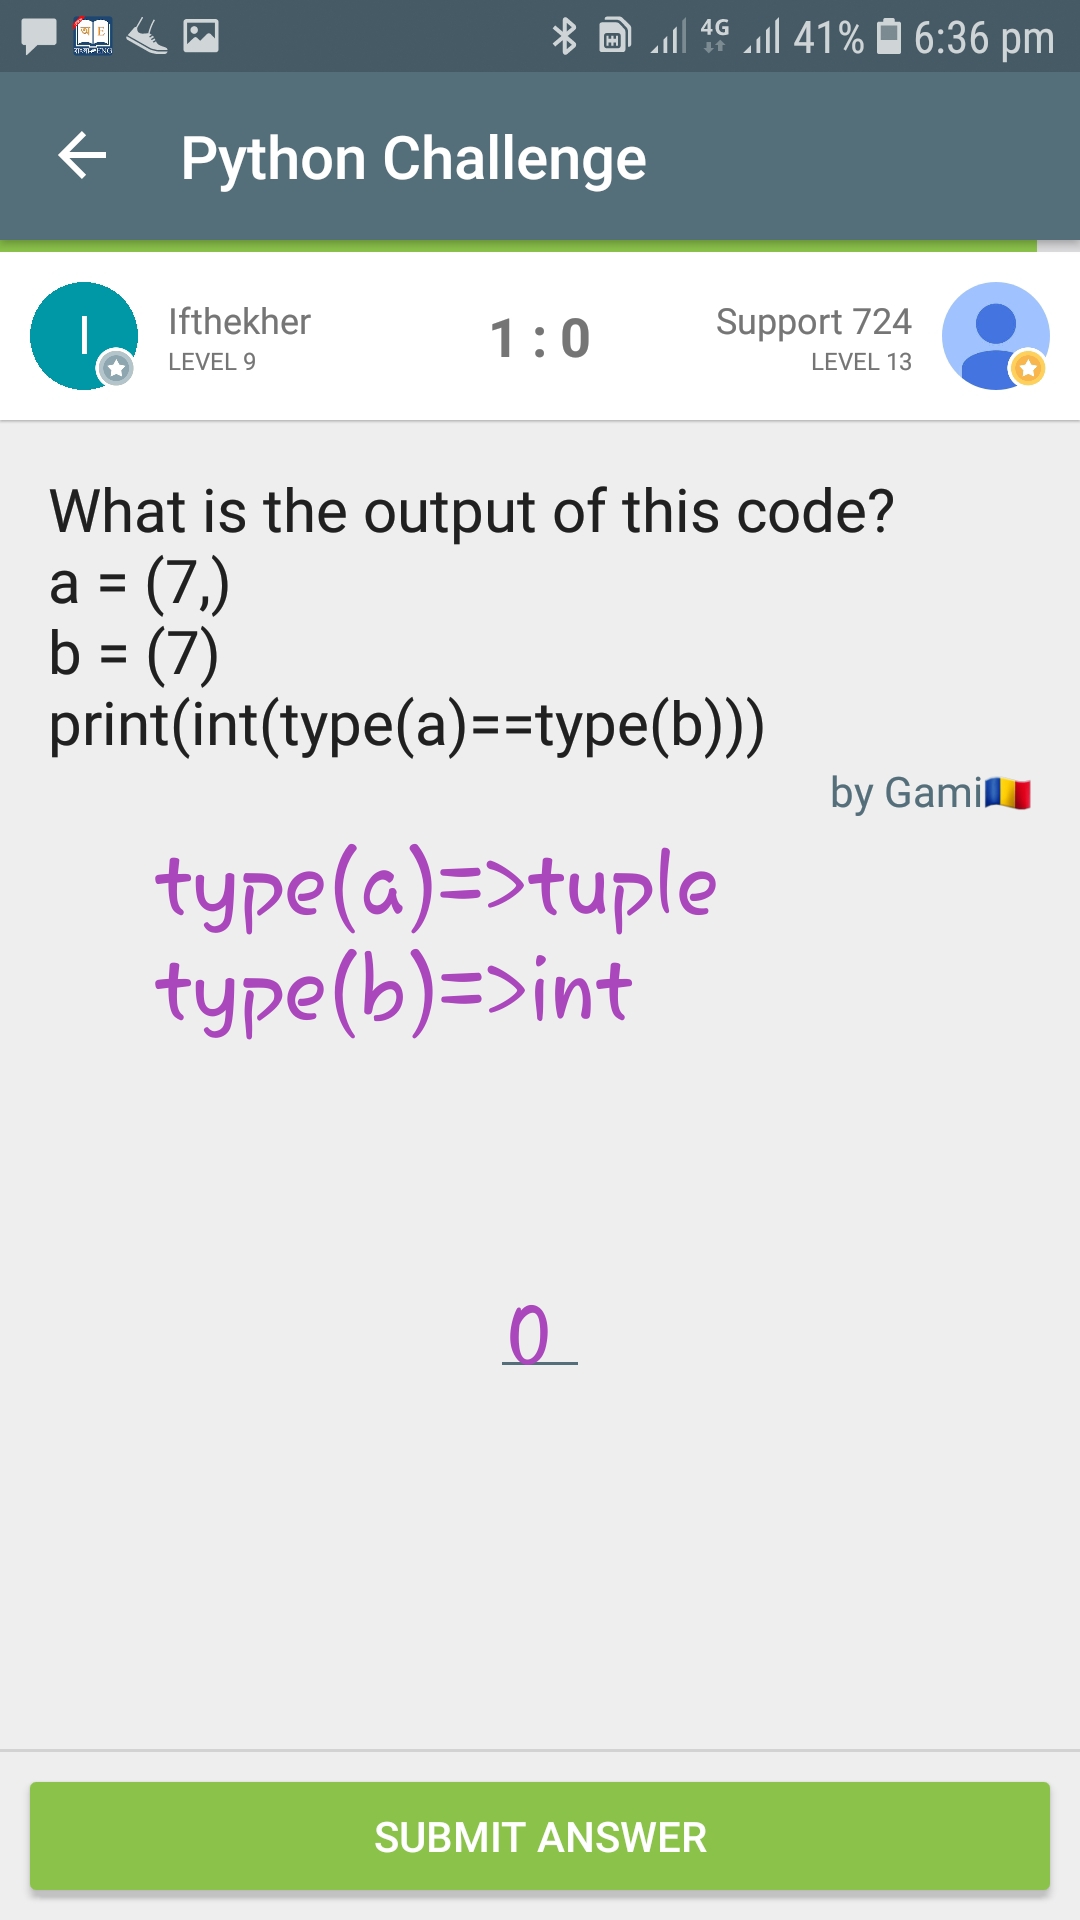 4G 41% 6:36 pm
Python Challenge
I Ifthekher 1 : 0 Support 724
LEVEL 9 LEVEL 13
What is the output of this code?
a = (7,)
b = (7)
print(int(type(a)==type(b)))
by Gami🇷🇴
type(a)=>tuple
type(b)=>int
0
SUBMIT ANSWER